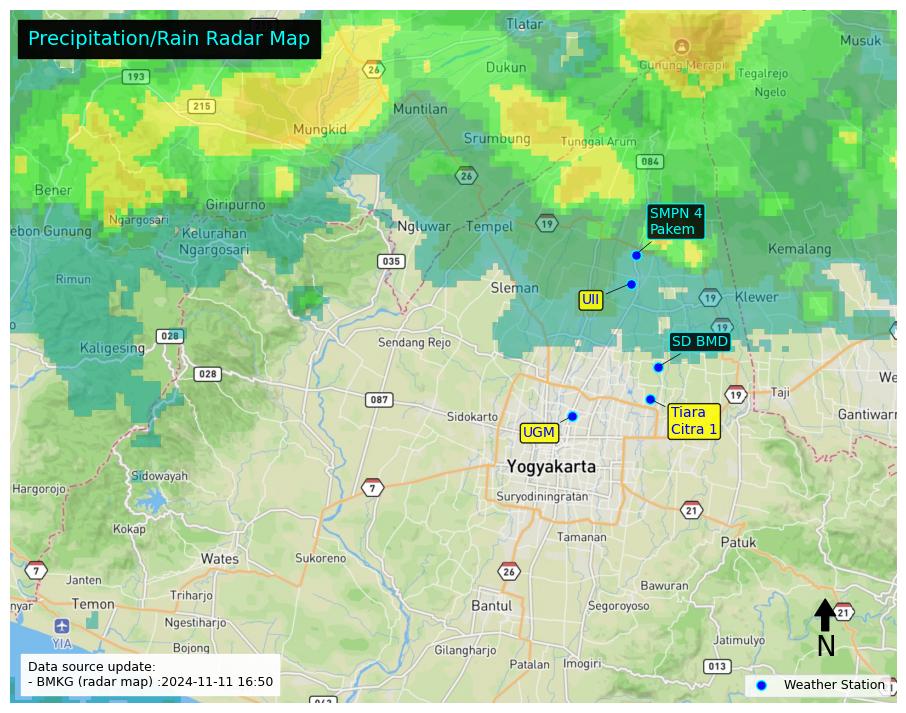 Precipitation/Rain Radar Map
Tlatar
Musuk
26
193
Dukun
Gunung Merapi
Tegalrejo
215
Muntilan
Ngelo
Mungkid
Srumbung
Tunggal Arum
084
26
Bener
Giripurno
SMPN 4
Pakem
Ngargosari
Ngluwar
Tempel
19
ebon Gunung
Kelurahan
Ngargosari
Kemalang
035
Rimun
Sleman
UII
19
Klewer
19
028
Kaligesing
Sendang Rejo
SD BMD
028
We
087
19
Taji
Sidokarto
Tiara
Citra 1
Gantiwarn
UGM
Yogyakarta
Sidowayah
Hargorojo
7
Suryodiningratan
21
Kokap
Tamanan
Patuk
Wates
Sukoreno
7
26
Janten
Bawuran
Triharjo
nyar
Temon
Bantul
Segoroyoso
21
Ngestiharjo
YIA
Bojong
Gilangharjo
Jatimulyo
N
Patalan
Imogiri
013
Data source update:
- BMKG (radar map) :2024-11-11 16:50
Weather Station